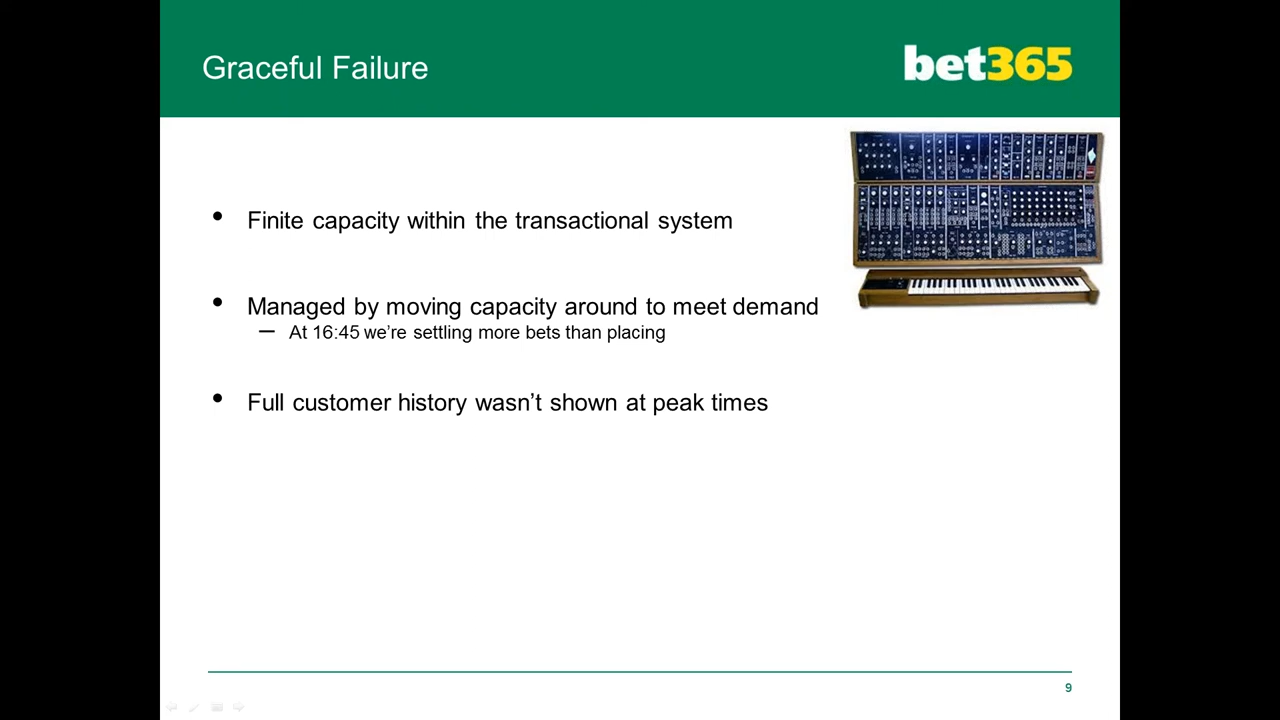 Graceful Failure
bet365
• Finite capacity within the transactional system
• Managed by moving capacity around to meet demand
– At 16:45 we’re settling more bets than placing
• Full customer history wasn’t shown at peak times
9